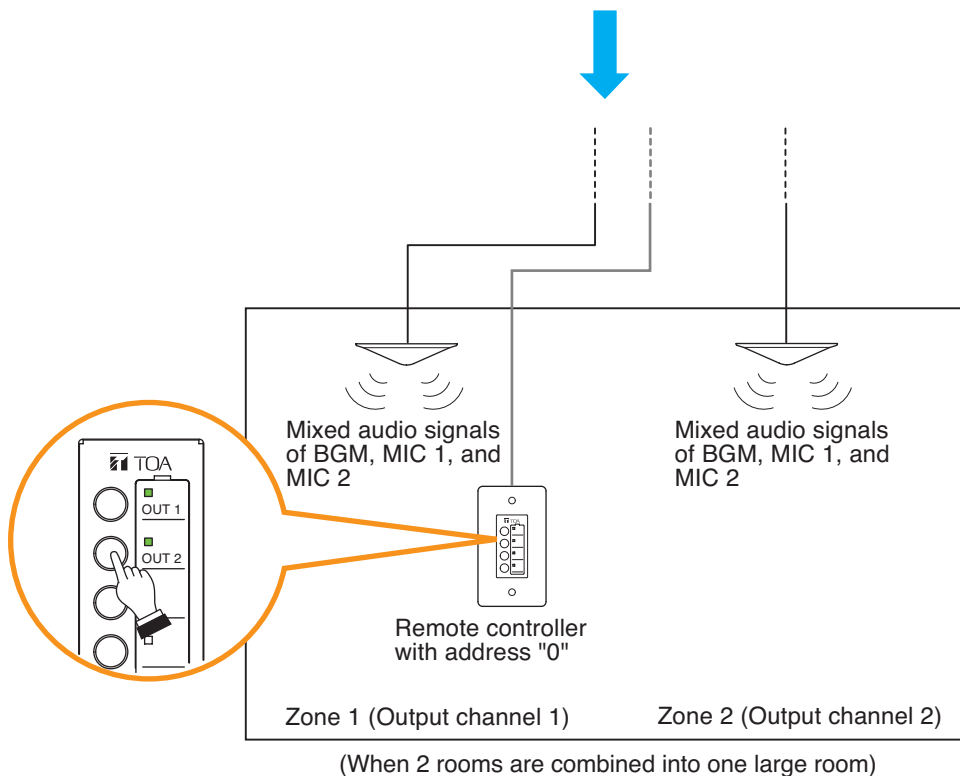 Mixed audio signals
of BGM, MIC 1, and
MIC 2
Mixed audio signals
of BGM, MIC 1, and
MIC 2
TOA
OUT 1
OUT 2
TOA
Remote controller
with address "0"
Zone 1 (Output channel 1)
Zone 2 (Output channel 2)
(When 2 rooms are combined into one large room)